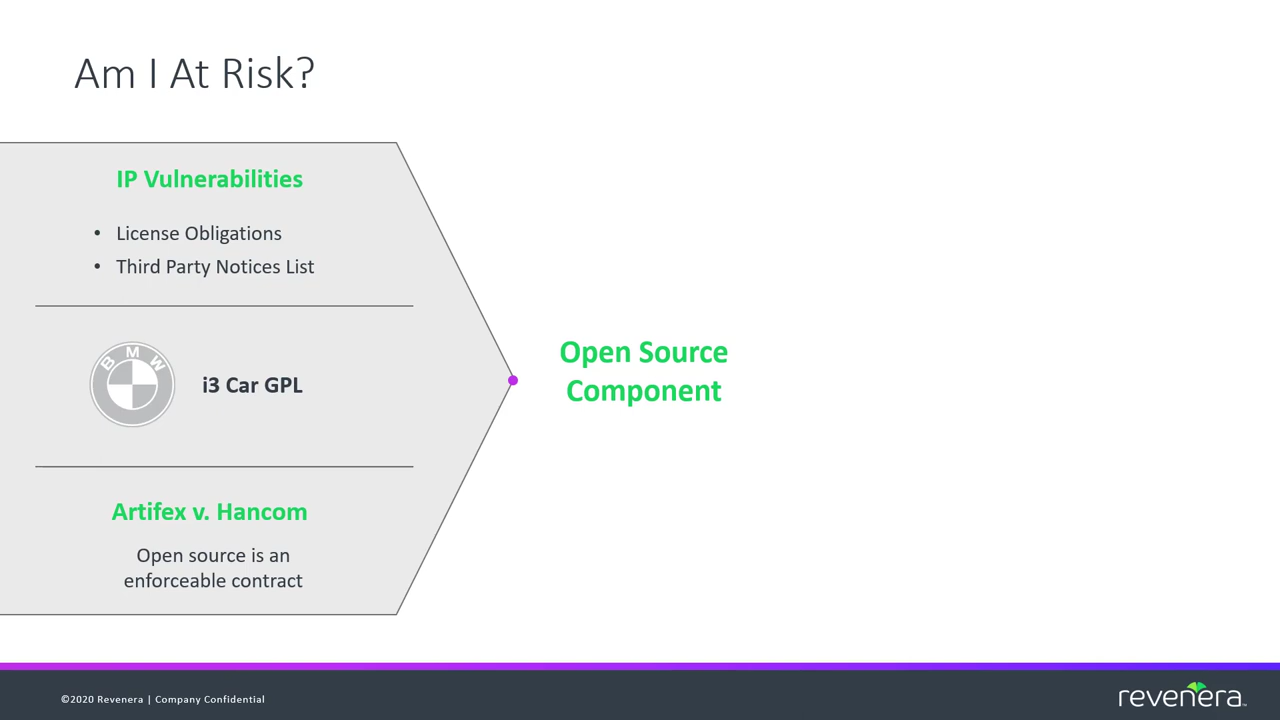 Am I At Risk?
IP Vulnerabilities
• License Obligations
• Third Party Notices List
BMW
i3 Car GPL
Artifex v. Hancom
Open source is an
enforceable contract
Open Source
Component
©2020 Revenera | Company Confidential
revenera